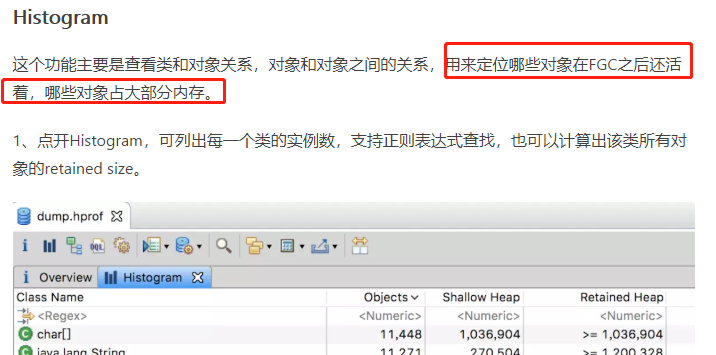 Histogram
这个功能主要是查看类和对象关系，对象和对象之间的关系，用来定位哪些对象在FGC之后还活
着，哪些对象占大部分内存。
1、点开Histogram，可列出每一个类的实例数，支持正则表达式查找，也可以计算出该类所有对
象的retained size。
dump.hprof
i OQL
i Overview Histogram
Class Name Objects Shallow Heap Retained Heap
<Regex> <Numeric> <Numeric> <Numeric>
C char[] 11,448 1,036,904 >= 1,036,904
C java.lang.String 11,271 270,504 >= 1,200,328